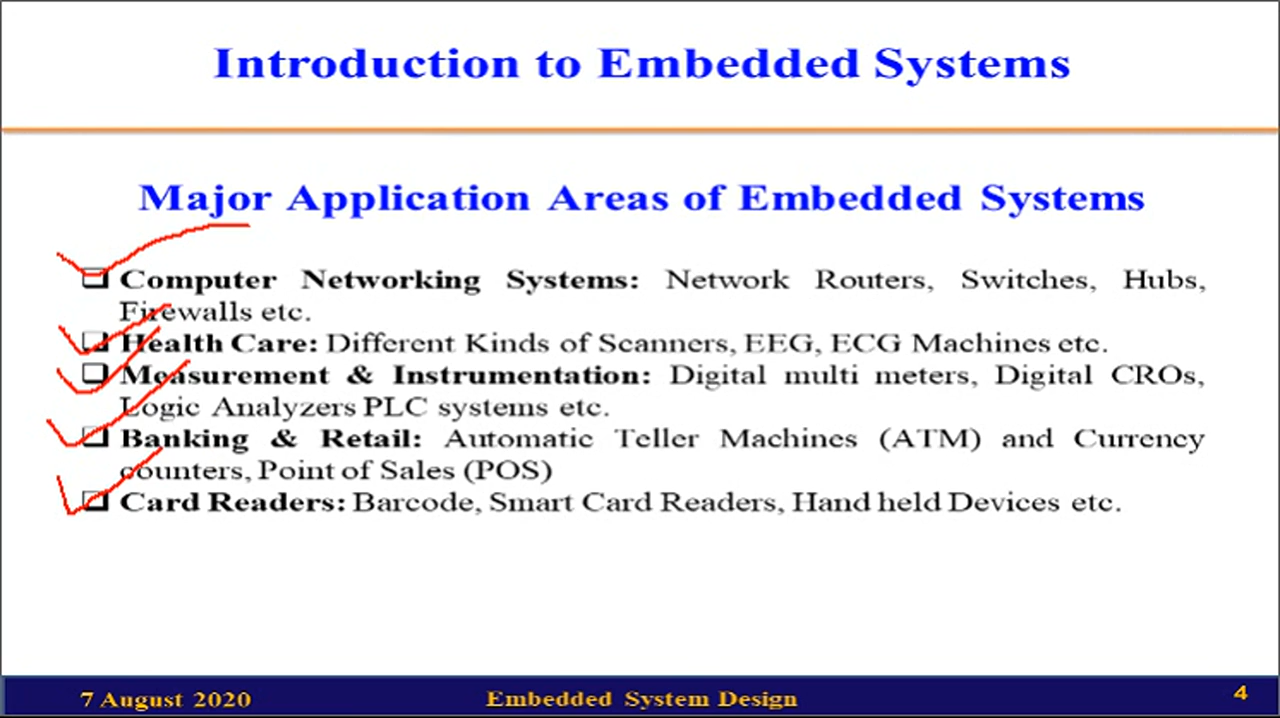 Introduction to Embedded Systems
Major Application Areas of Embedded Systems
Computer Networking Systems: Network Routers, Switches, Hubs,
Firewalls etc.
Health Care: Different Kinds of Scanners, EEG, ECG Machines etc.
Measurement & Instrumentation: Digital multi meters, Digital CROs,
Logic Analyzers PLC systems etc.
Banking & Retail: Automatic Teller Machines (ATM) and Currency
counters, Point of Sales (POS)
Card Readers: Barcode, Smart Card Readers, Hand held Devices etc.
7 August 2020 Embedded System Design 4